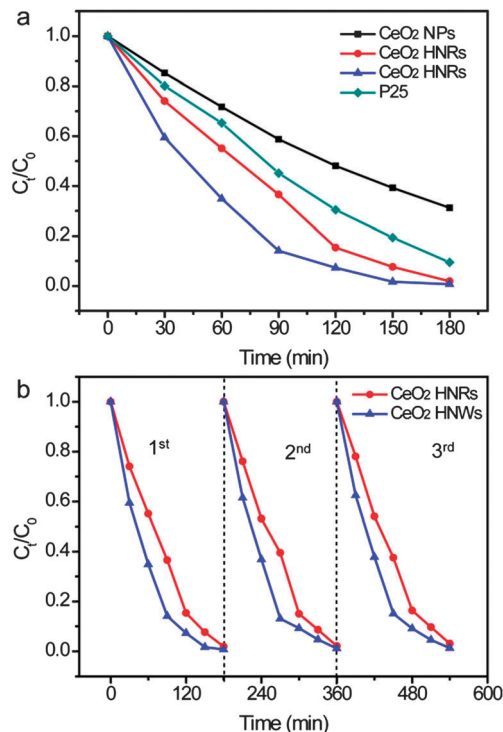 a
CeO2 NPs
CeO2 HNRs
CeO2 HNRs
P25
1.0
0.8
0.6
0.4
0.2
0.0
Ct/C0
0 30 60 90 120 150 180
Time (min)
b
CeO2 HNRs
CeO2 HNWs
1st 2nd 3rd
1.0
0.8
0.6
0.4
0.2
0.0
Ct/C0
0 120 240 360 480 600
Time (min)